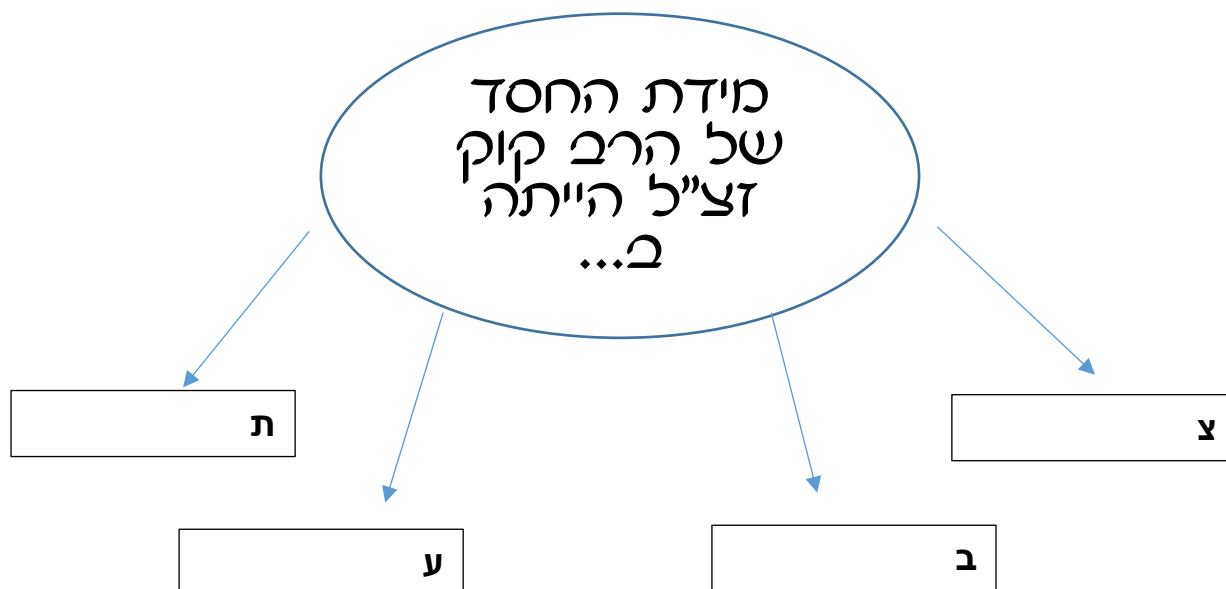 מידת החסד
של הרב קוק
זצ"ל הייתה
ב...
צ
ת
ב
ע